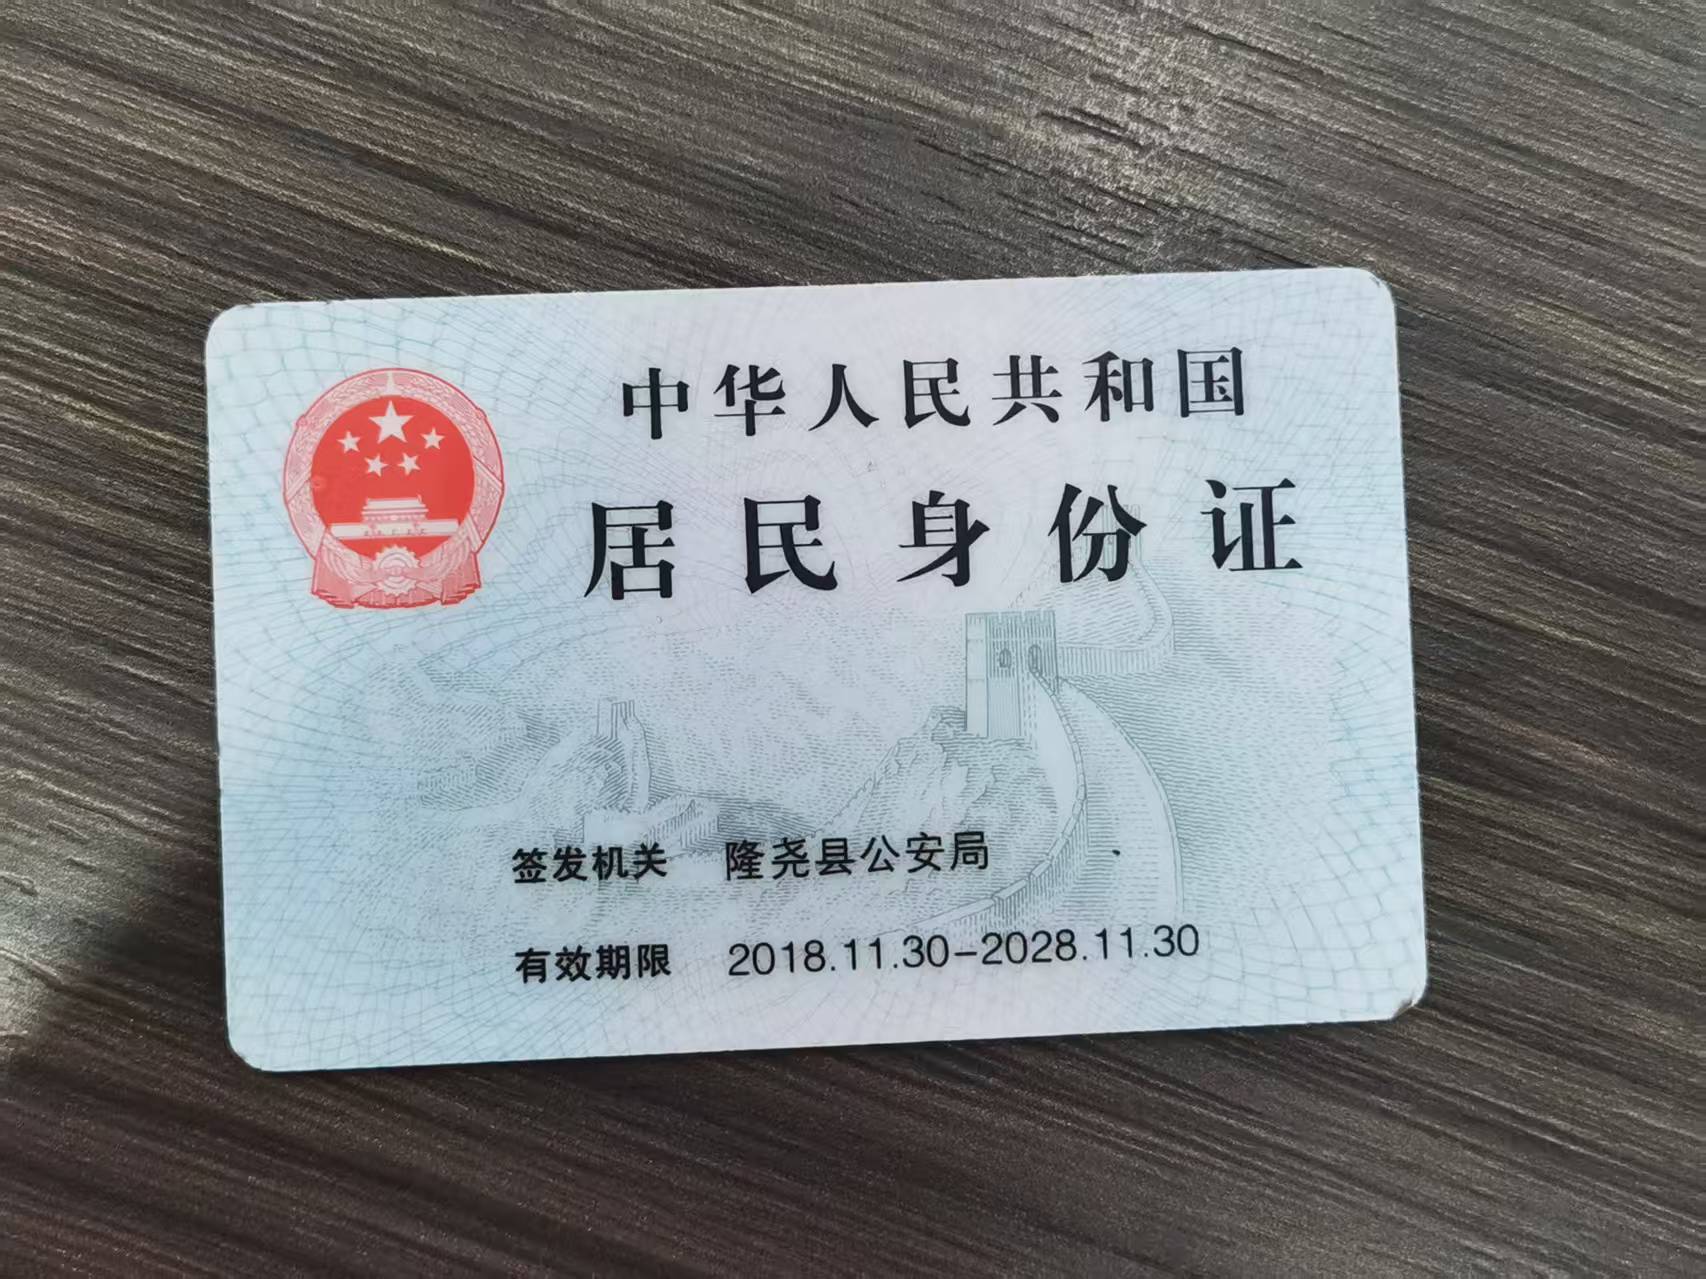 中华人民共和国
居民身份证
签发机关 隆尧县公安局
有效期限 2018.11.30-2028.11.30